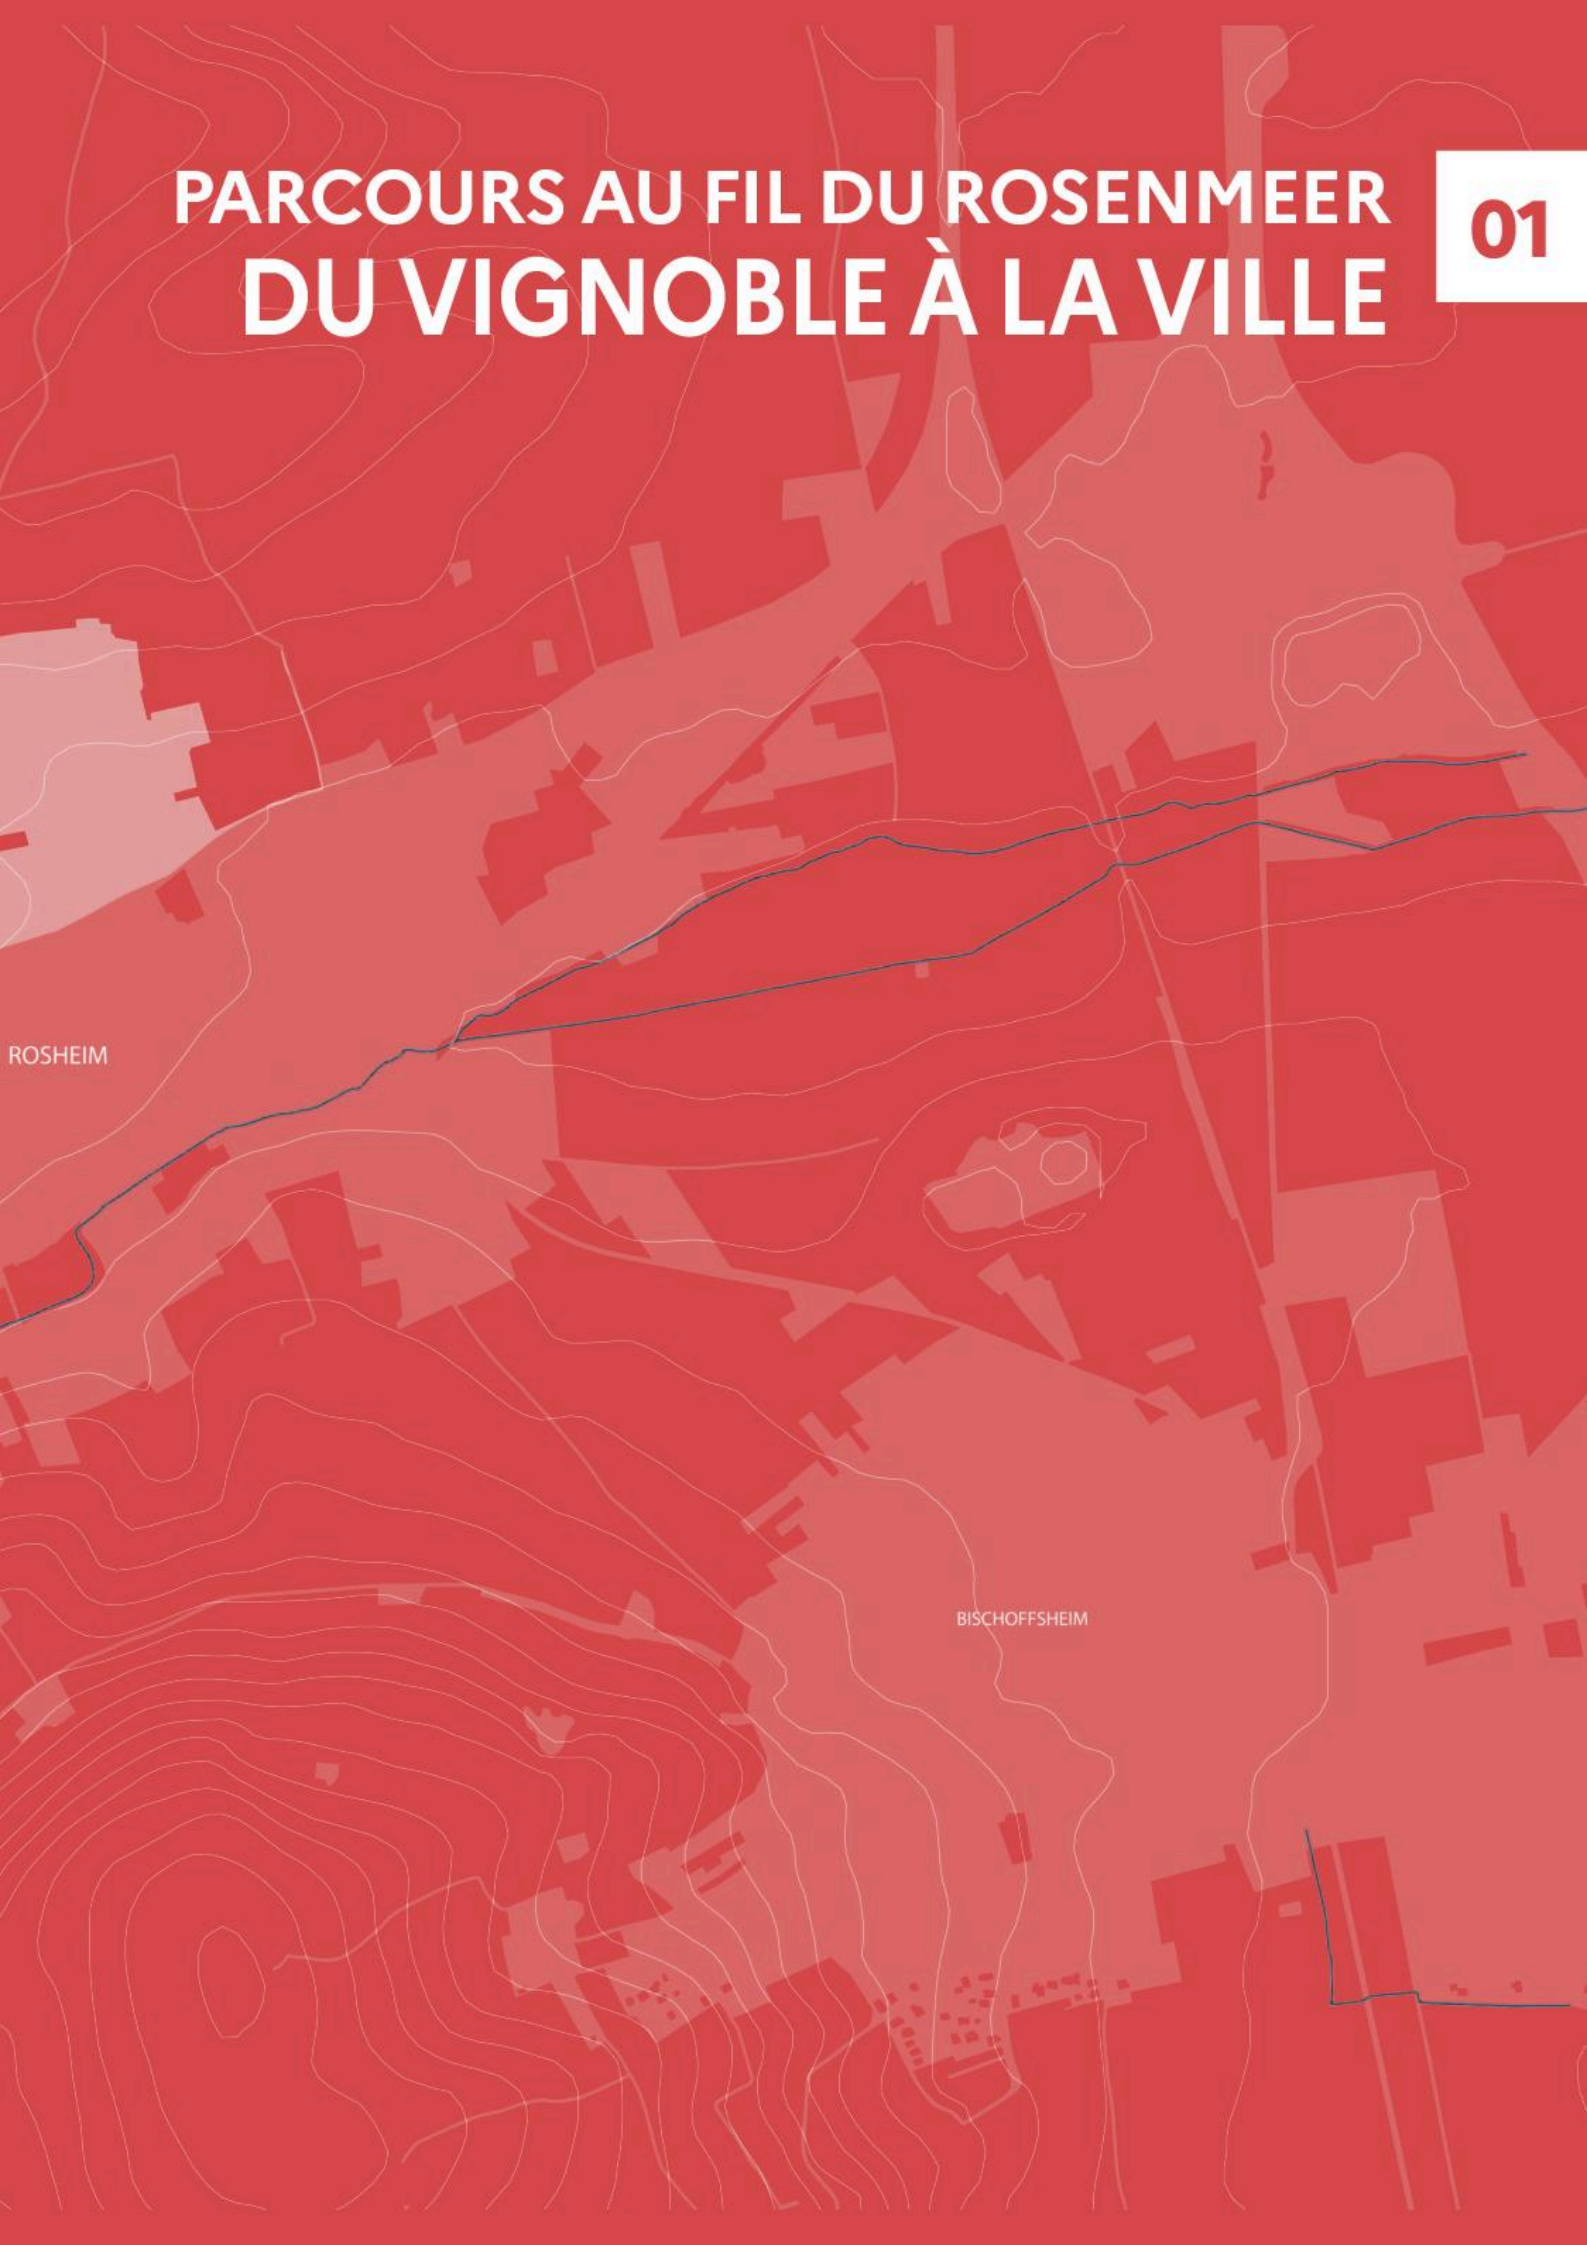 PARCOURS AU FIL DU ROSENMEER
DU VIGNOBLE À LA VILLE
01
ROSHEIM
BISCHOFFSHEIM